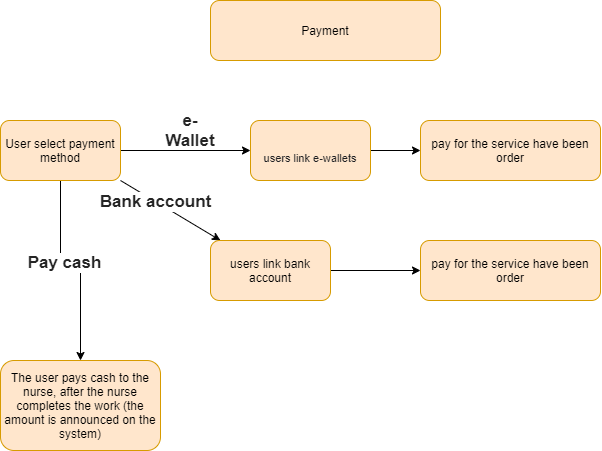 Payment
e-
Wallet
User select payment
method
users link e-wallets
pay for the service have been
order
Bank account
users link bank
account
pay for the service have been
order
Pay cash
The user pays cash to the
nurse, after the nurse
completes the work (the
amount is announced on the
system)